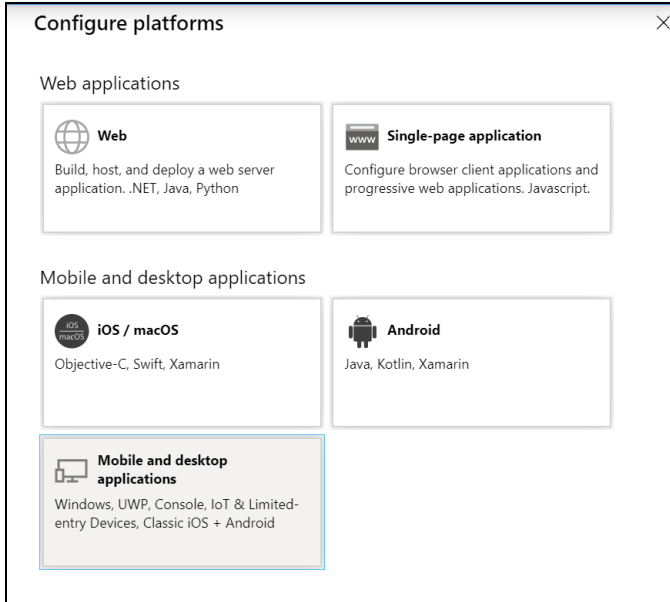 Configure platforms
Web applications
Web
Build, host, and deploy a web server
application. .NET, Java, Python
www
Single-page application
Configure browser client applications and
progressive web applications. Javascript.
Mobile and desktop applications
iOS
macOS
iOS / macOS
Objective-C, Swift, Xamarin
Android
Java, Kotlin, Xamarin
Mobile and desktop
applications
Windows, UWP, Console, IoT & Limited-
entry Devices, Classic iOS + Android